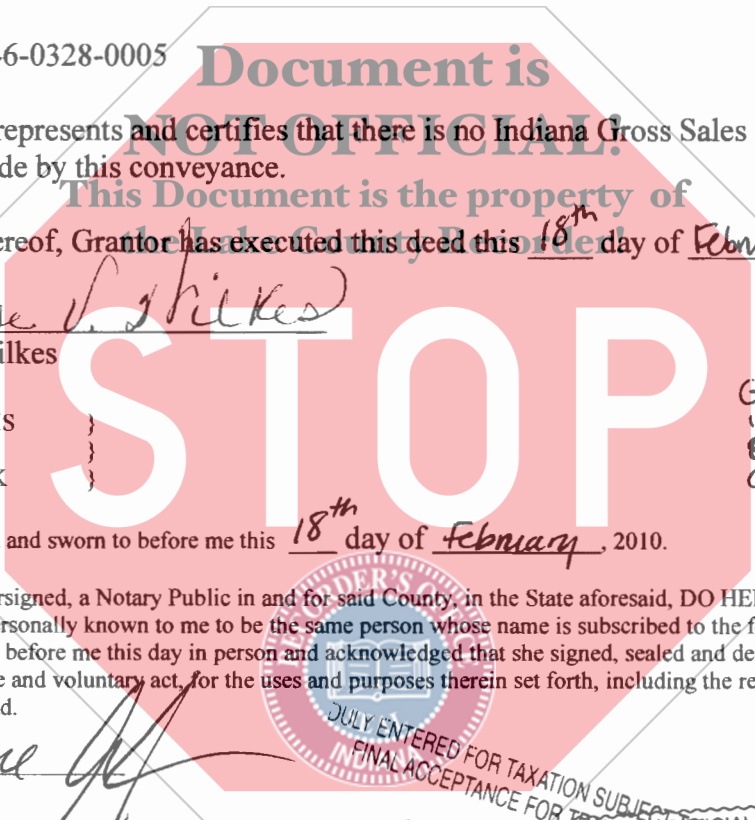 6-0328-0005
Document is
NOT OFFICIAL!
represents and certifies that there is no Indiana Gross Sales
de by this conveyance.
This Document is the property of
the Lake County Recorder!
ereof, Grantor has executed this deed this 18th day of Febru
V. Wilkes
ilkes
STOP
S }
}
}
and sworn to before me this 18th day of February, 2010.
rsigned, a Notary Public in and for said County, in the State aforesaid, DO HE
rsonally known to me to be the same person whose name is subscribed to the f
before me this day in person and acknowledged that she signed, sealed and de
e and voluntary act, for the uses and purposes therein set forth, including the re
d.
RECORDER'S OFFICE
SEAL
INDIANA
DULY ENTERED FOR TAXATION SUBJECT
FINAL ACCEPTANCE FOR